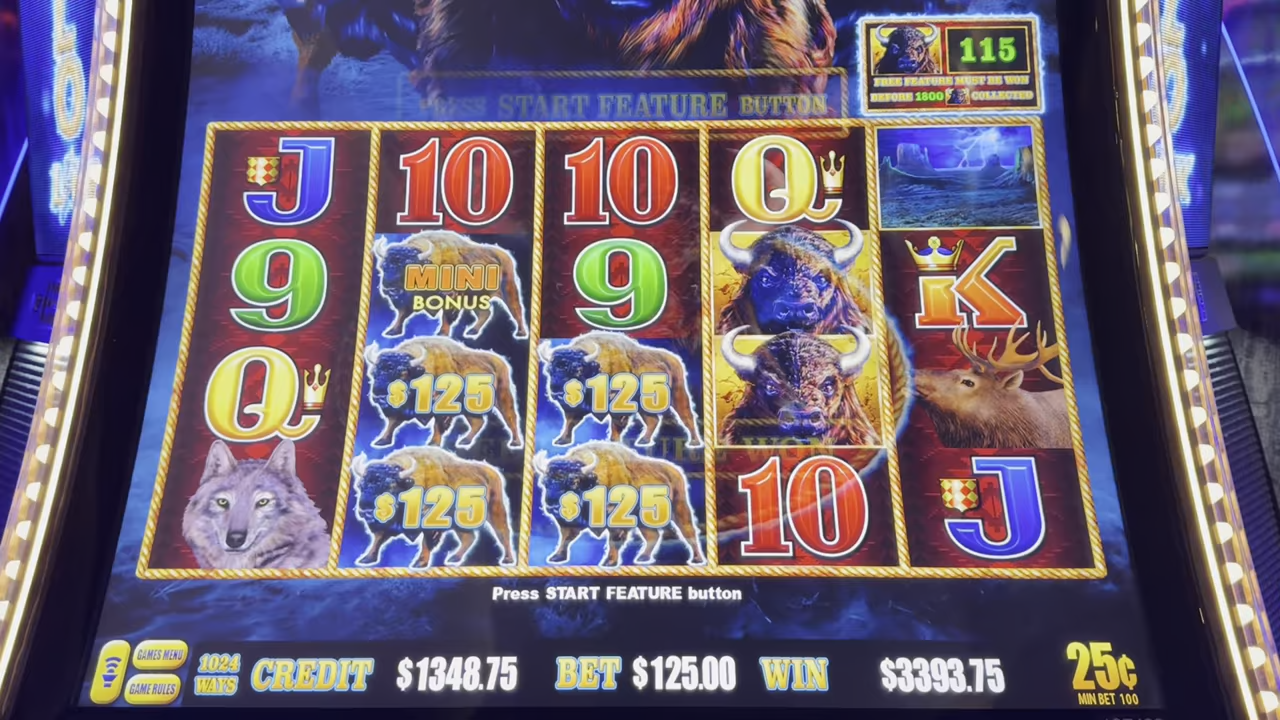 115
FREE FEATURE MUST BE WON
BEFORE 1800 COLLECTED
PRESS START FEATURE BUTTON
J 10 10 Q
9 MINI BONUS 9 K
Q $125 $125
$125 $125 10 J
Press START FEATURE button
GAMES MENU
GAME RULES
1024 WAYS
CREDIT $1348.75 BET $125.00 WIN $3393.75
25¢
MIN BET 100